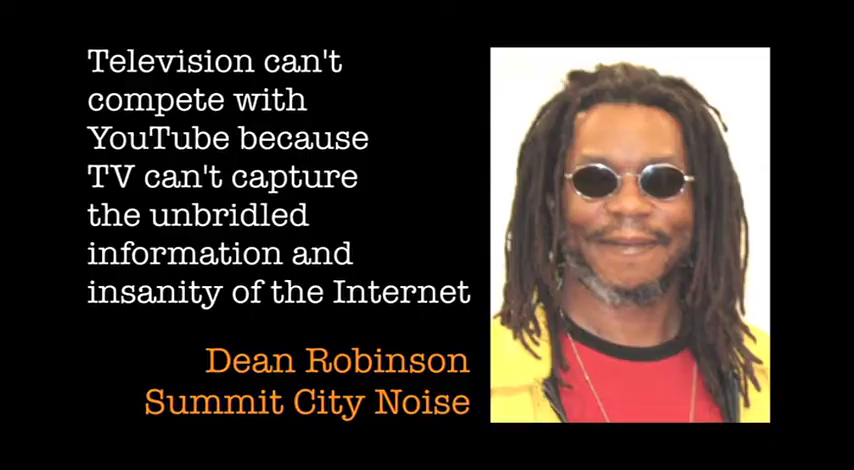 Television can't
compete with
YouTube because
TV can't capture
the unbridled
information and
insanity of the Internet
Dean Robinson
Summit City Noise